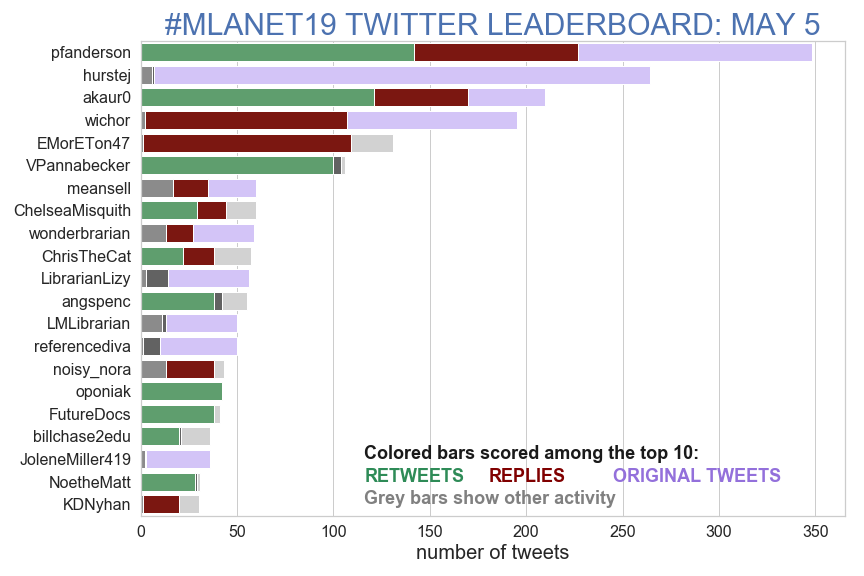 #MLANET19 TWITTER LEADERBOARD: MAY 5
pfanderson
hurstej
akaur0
wichor
EMorETon47
VPannabecker
meansell
ChelseaMisquith
wonderbrarian
ChrisTheCat
LibrarianLizy
angspenc
LMLibrarian
referencediva
noisy_nora
oponiak
FutureDocs
billchase2edu
JoleneMiller419
NoetheMatt
KDNyhan
Colored bars scored among the top 10:
RETWEETS REPLIES ORIGINAL TWEETS
Grey bars show other activity
0 50 100 150 200 250 300 350
number of tweets